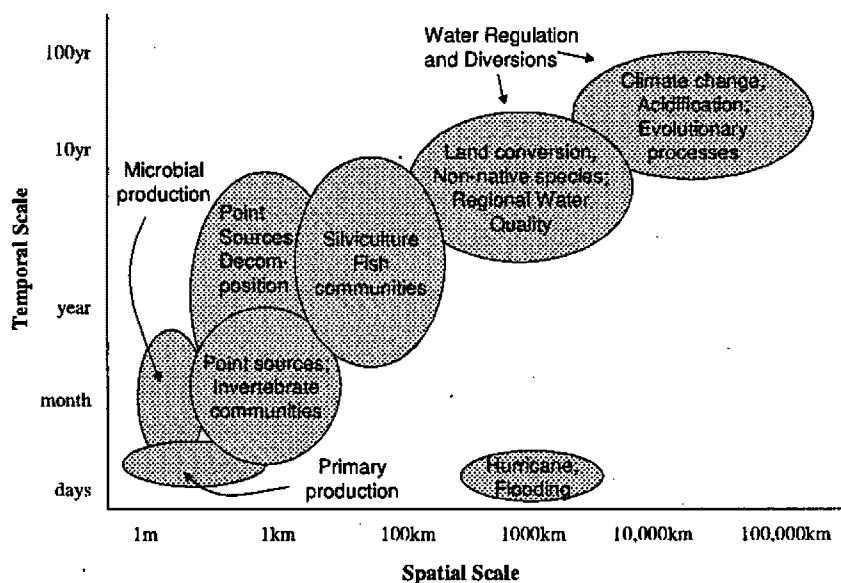 100yr
10yr
year
month
days
Temporal Scale
Water Regulation
and Diversions
Climate change,
Acidification;
Evolutionary
processes
Land conversion,
Non-native species;
Regional Water
Quality
Microbial
production
Point
Sources
Decom-
position
Silviculture
Fish
communities
Point sources;
Invertebrate
communities
Primary
production
Hurricane,
Flooding
1m
1km
100km
1000km
10,000km
100,000km
Spatial Scale